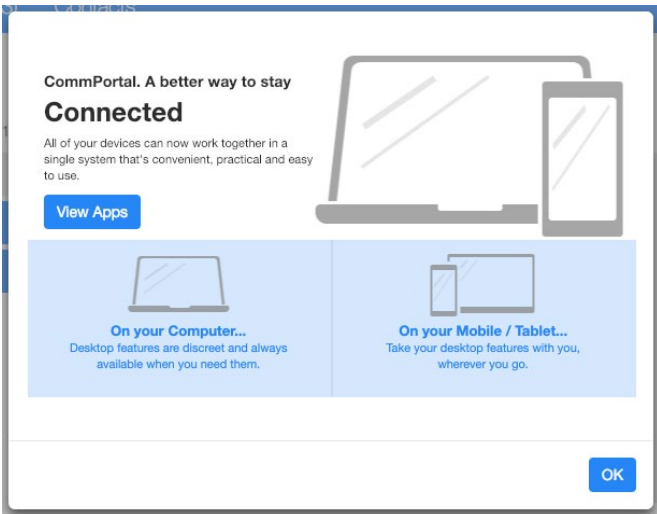 Contacts
CommPortal. A better way to stay
Connected
All of your devices can now work together in a
single system that's convenient, practical and easy
to use.
View Apps
On your Computer...
Desktop features are discreet and always
available when you need them.
On your Mobile / Tablet...
Take your desktop features with you,
wherever you go.
OK